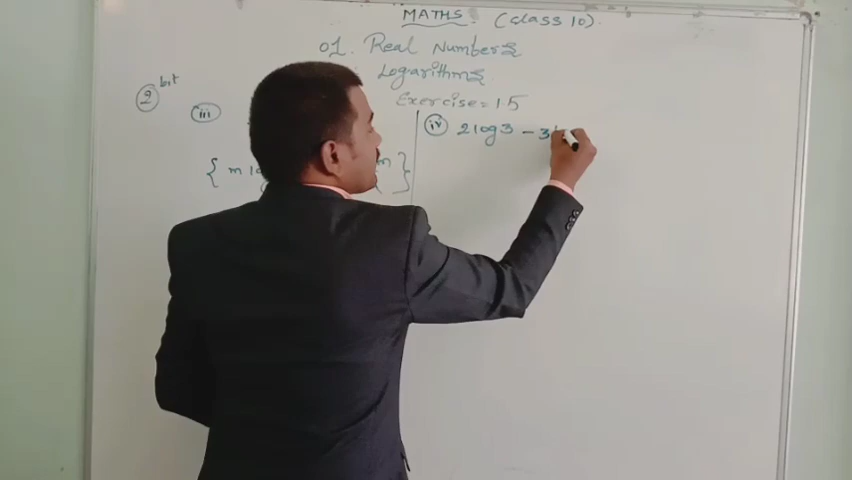 MATHS (Class 10).
01. Real Numbers
Logarithms
Exercise = 1.5
2 bit
iii
{ m
iv 2log3 - 3